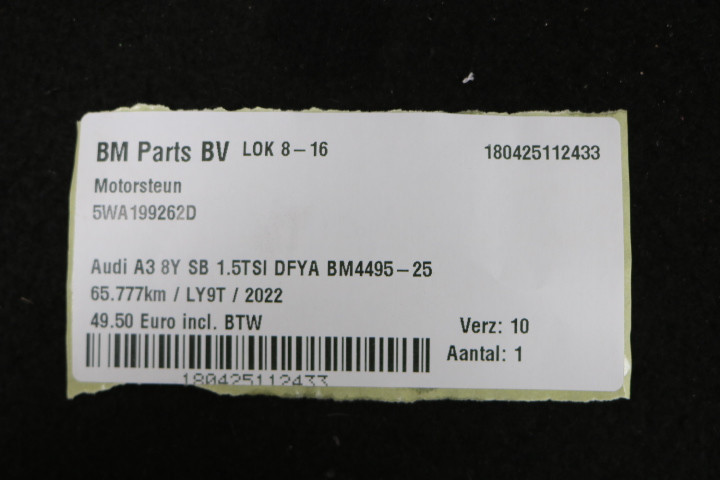 BM Parts BV LOK 8-16 180425112433
Motorsteun
5WA199262D
Audi A3 8Y SB 1.5TSI DFYA BM4495-25
65.777km / LY9T / 2022
49.50 Euro incl. BTW Verz: 10
Aantal: 1
180425112433